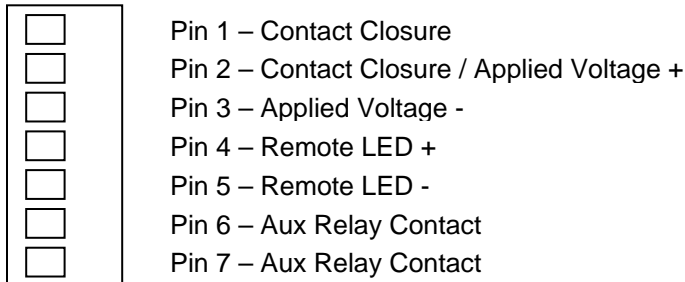 Pin 1 – Contact Closure
Pin 2 – Contact Closure / Applied Voltage +
Pin 3 – Applied Voltage -
Pin 4 – Remote LED +
Pin 5 – Remote LED -
Pin 6 – Aux Relay Contact
Pin 7 – Aux Relay Contact